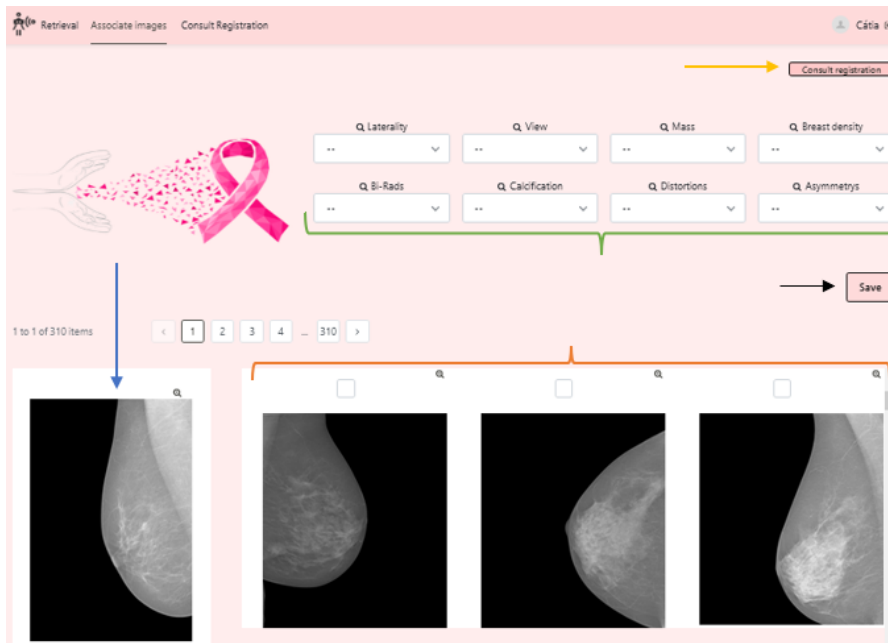 Retrieval Associate images Consult Registration Cátia
Consult registration
Laterality View Mass Breast density
-- -- -- --
Bi-Rads Calcification Distortions Asymmetrys
-- -- -- --
Save
1 to 1 of 310 items < 1 2 3 4 ... 310 >